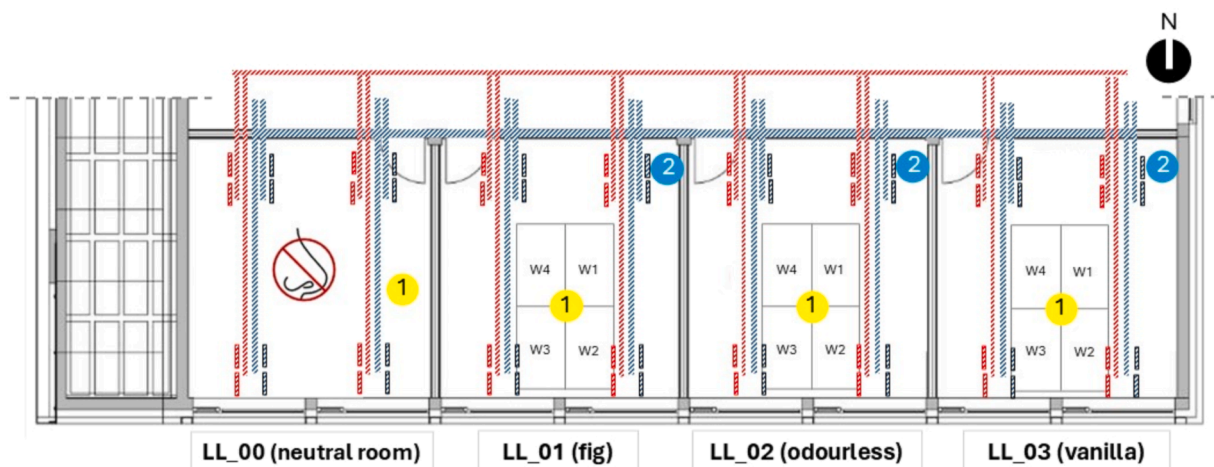 N
2
2
2
W4
W1
W4
W1
W4
W1
1
1
1
1
W3
W2
W3
W2
W3
W2
LL_00 (neutral room)
LL_01 (fig)
LL_02 (odourless)
LL_03 (vanilla)